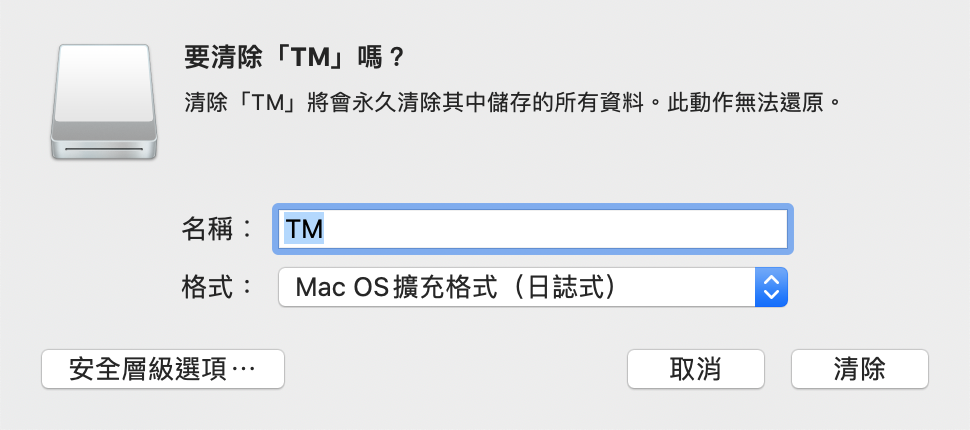 要清除「TM」嗎？
清除「TM」將會永久清除其中儲存的所有資料。此動作無法還原。
名稱： TM
格式： Mac OS擴充格式（日誌式）
安全層級選項⋯ 取消 清除